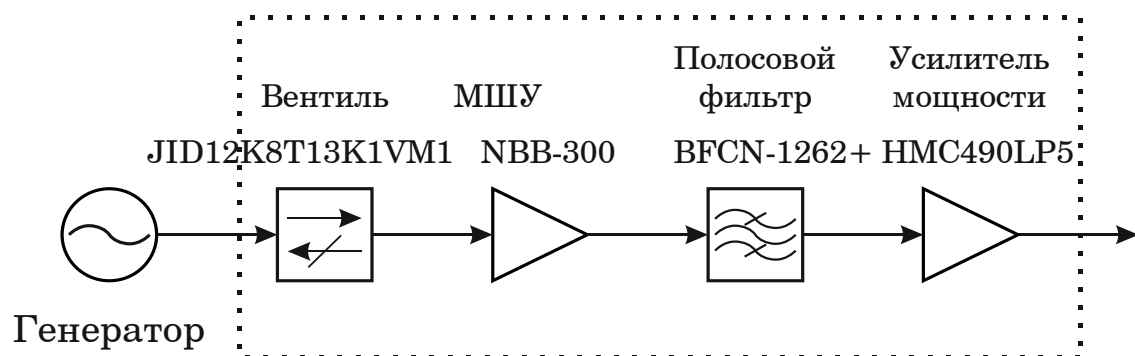 Полосовой Усилитель
Вентиль МШУ фильтр мощности
JID12K8T13K1VM1 NBB-300 BFCN-1262+ HMC490LP5
Генератор